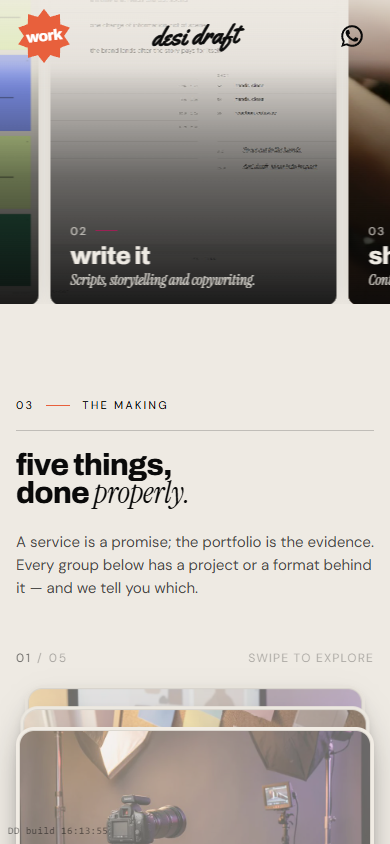 work
desi draft
02
write it
Scripts, storytelling and copywriting.
03
03 — THE MAKING
five things,
done properly.
A service is a promise; the portfolio is the evidence.
Every group below has a project or a format behind
it — and we tell you which.
01 / 05
SWIPE TO EXPLORE
DD build 16:13:55